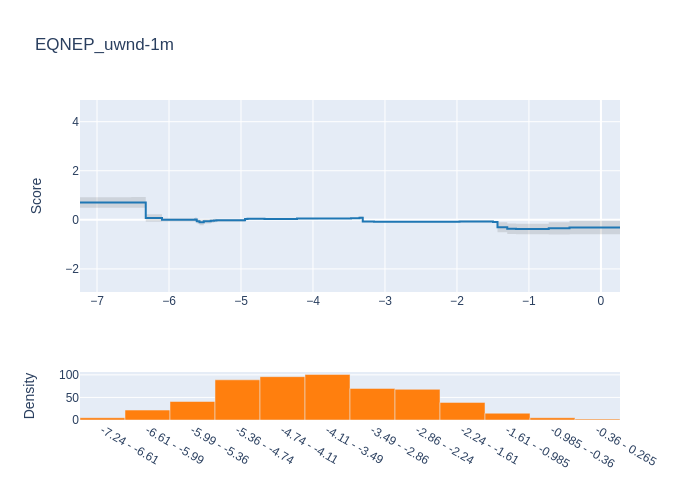 EQNEP_uwnd-1m
Score
4
2
0
−2
−7 −6 −5 −4 −3 −2 −1 0
Density
100
50
0
-7.24 - -6.61
-6.61 - -5.99
-5.99 - -5.36
-5.36 - -4.74
-4.74 - -4.11
-4.11 - -3.49
-3.49 - -2.86
-2.86 - -2.24
-2.24 - -1.61
-1.61 - -0.985
-0.985 - -0.36
-0.36 - 0.265